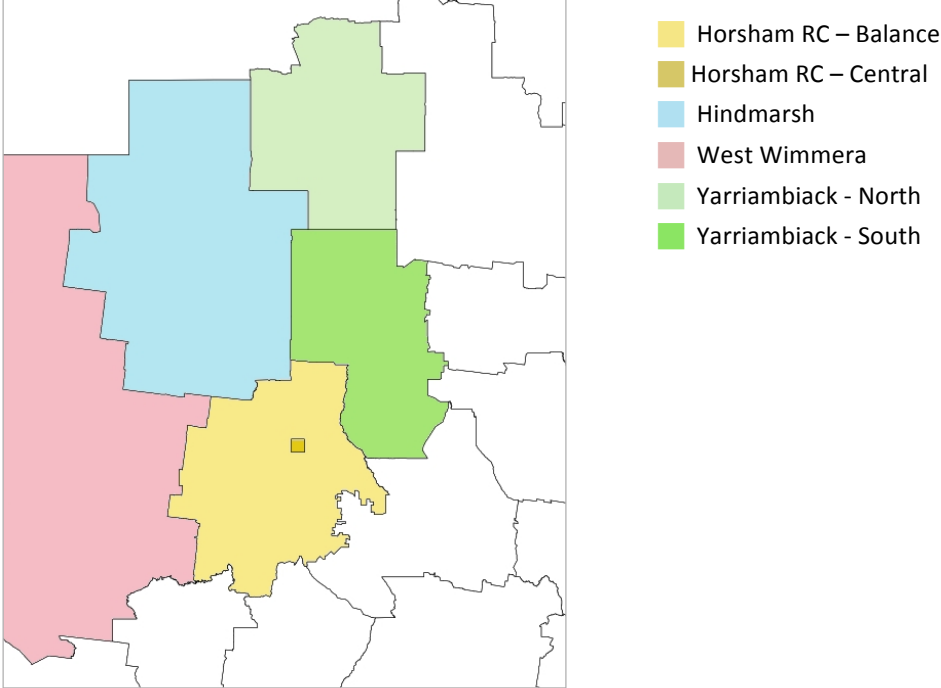 Horsham RC – Balance
Horsham RC – Central
Hindmarsh
West Wimmera
Yarriambiack - North
Yarriambiack - South